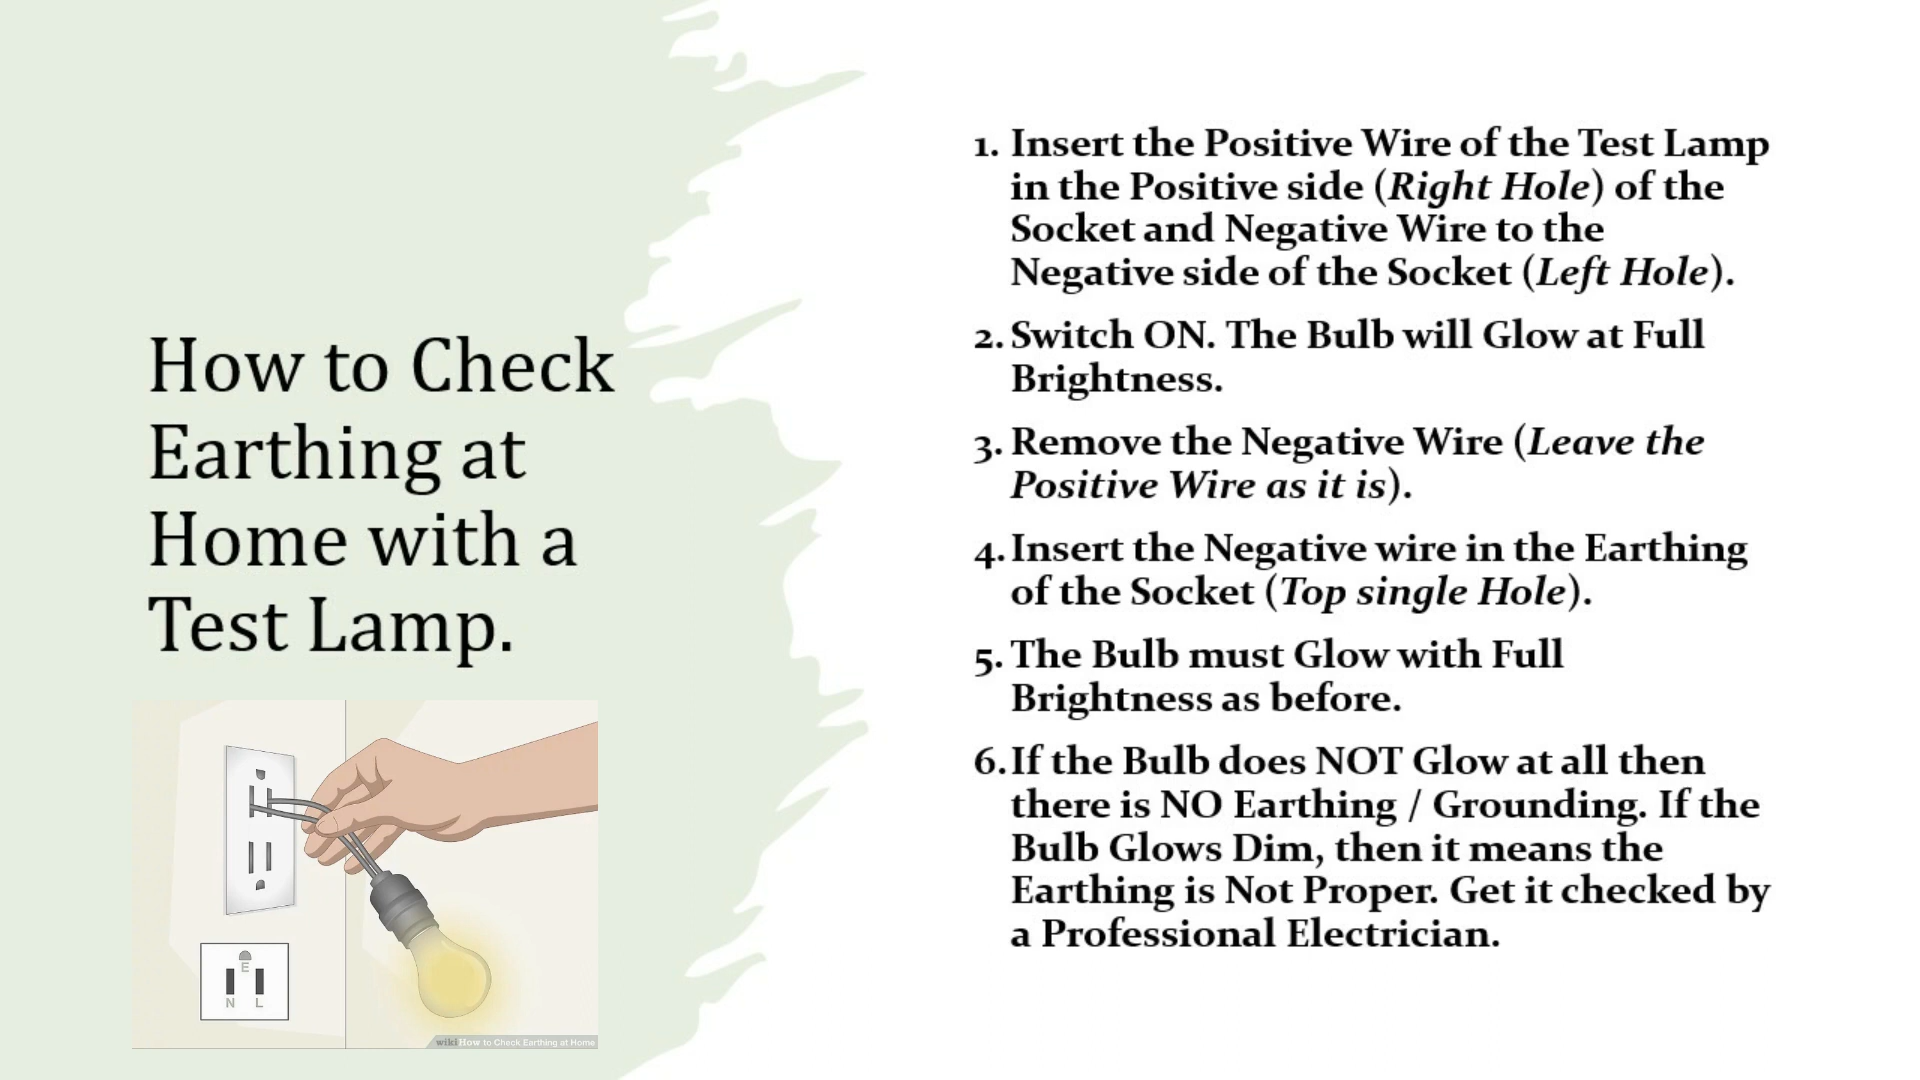 How to Check
Earthing at
Home with a
Test Lamp.
E
N L
wikiHow to Check Earthing at Home
1. Insert the Positive Wire of the Test Lamp
in the Positive side (Right Hole) of the
Socket and Negative Wire to the
Negative side of the Socket (Left Hole).
2. Switch ON. The Bulb will Glow at Full
Brightness.
3. Remove the Negative Wire (Leave the
Positive Wire as it is).
4. Insert the Negative wire in the Earthing
of the Socket (Top single Hole).
5. The Bulb must Glow with Full
Brightness as before.
6. If the Bulb does NOT Glow at all then
there is NO Earthing / Grounding. If the
Bulb Glows Dim, then it means the
Earthing is Not Proper. Get it checked by
a Professional Electrician.